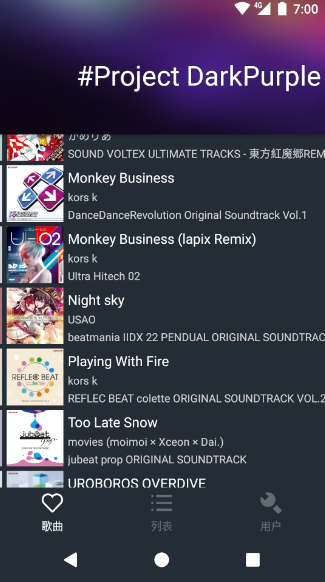 4G 7:00
#Project DarkPurple
かめりあ
SOUND VOLTEX ULTIMATE TRACKS - 東方紅魔郷REM
Monkey Business
kors k
DanceDanceRevolution Original Soundtrack Vol.1
Monkey Business (lapix Remix)
kors k
Ultra Hitech 02
Night sky
USAO
beatmania IIDX 22 PENDUAL ORIGINAL SOUNDTRAC
Playing With Fire
kors k
REFLEC BEAT colette ORIGINAL SOUNDTRACK VOL.2
Too Late Snow
movies (moimoi × Xceon × Dai.)
jubeat prop ORIGINAL SOUNDTRACK
UROBOROS OVERDRIVE
歌曲
列表
用户